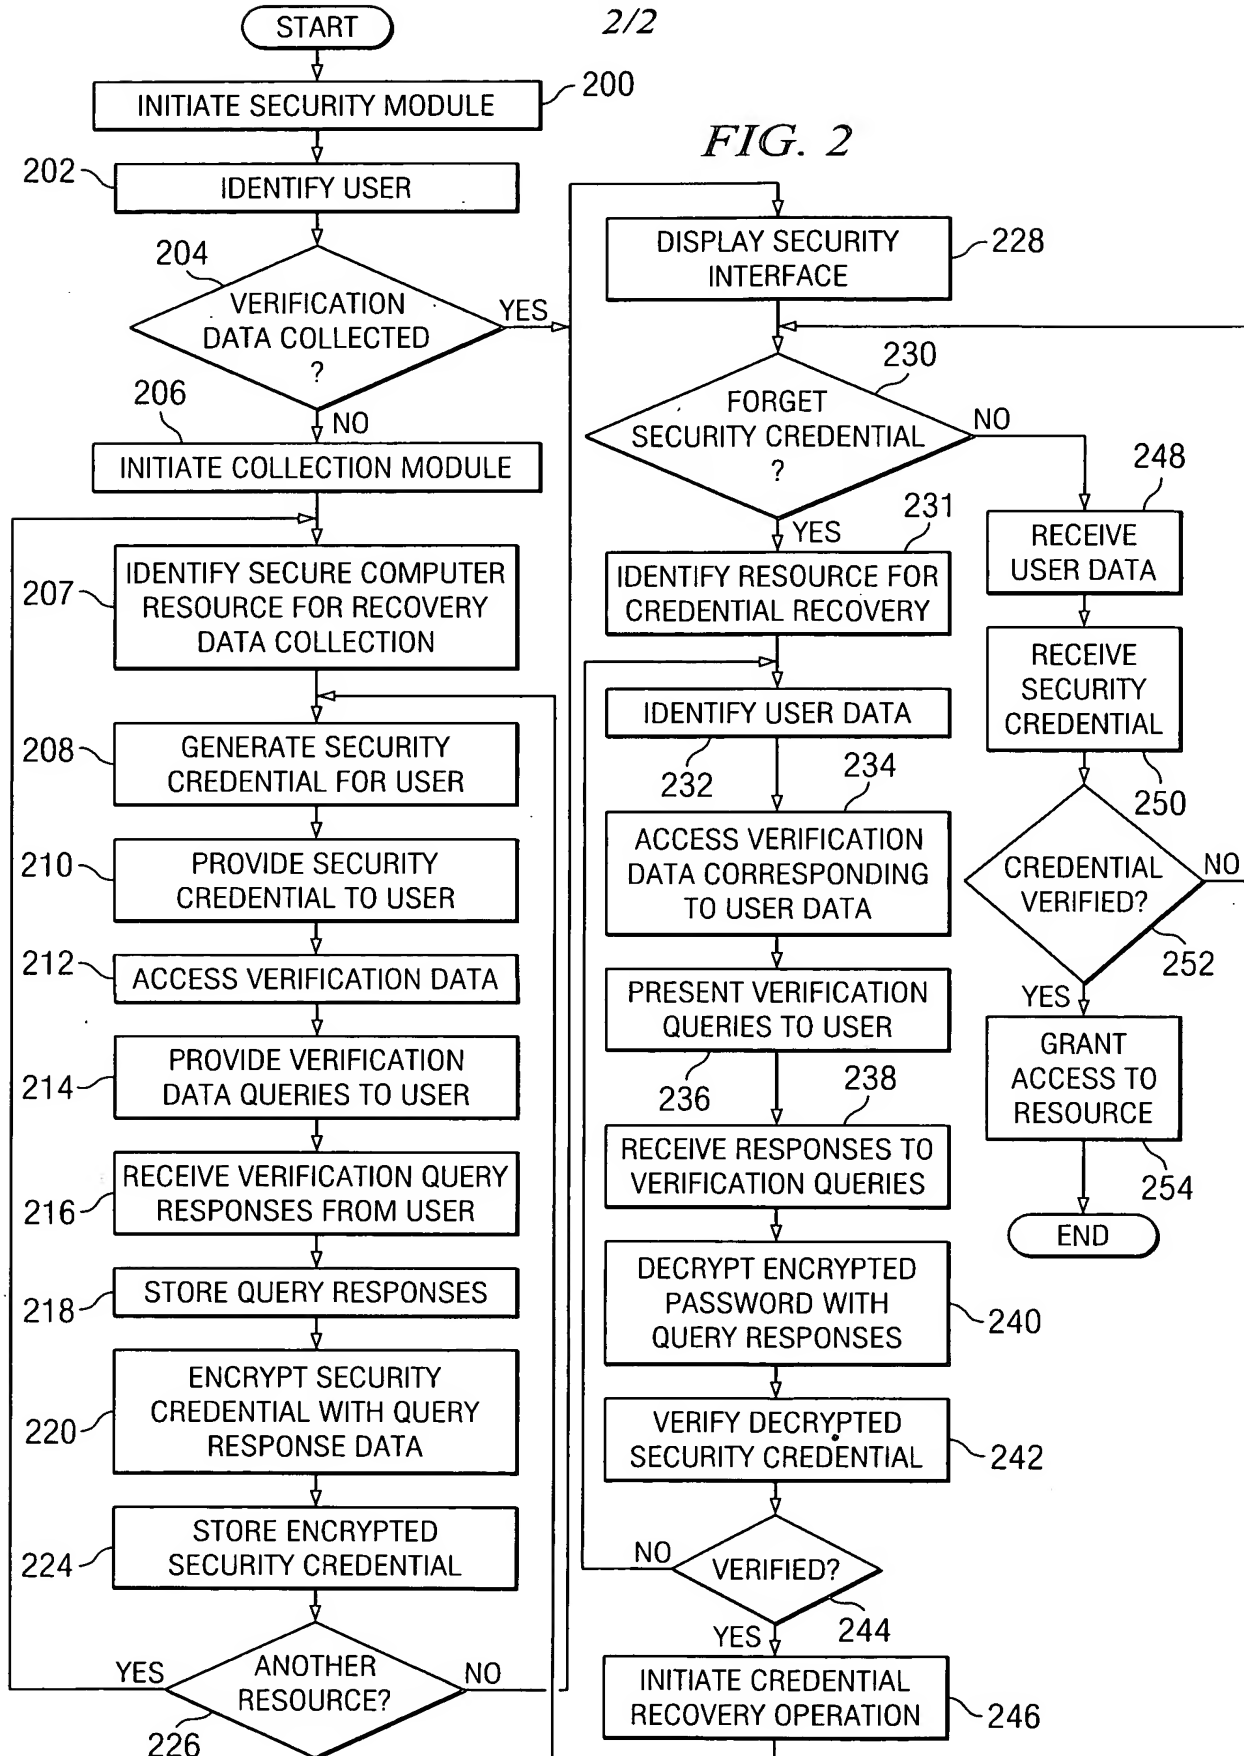 START
2/2
INITIATE SECURITY MODULE
200
FIG. 2
202
IDENTIFY USER
204
VERIFICATION
DATA COLLECTED
?
YES
NO
206
INITIATE COLLECTION MODULE
207
IDENTIFY SECURE COMPUTER
RESOURCE FOR RECOVERY
DATA COLLECTION
208
GENERATE SECURITY
CREDENTIAL FOR USER
210
PROVIDE SECURITY
CREDENTIAL TO USER
212
ACCESS VERIFICATION DATA
214
PROVIDE VERIFICATION
DATA QUERIES TO USER
216
RECEIVE VERIFICATION QUERY
RESPONSES FROM USER
218
STORE QUERY RESPONSES
220
ENCRYPT SECURITY
CREDENTIAL WITH QUERY
RESPONSE DATA
224
STORE ENCRYPTED
SECURITY CREDENTIAL
YES
ANOTHER
RESOURCE?
NO
226
DISPLAY SECURITY
INTERFACE
228
230
FORGET
SECURITY CREDENTIAL
?
NO
YES
231
IDENTIFY RESOURCE FOR
CREDENTIAL RECOVERY
IDENTIFY USER DATA
232
234
ACCESS VERIFICATION
DATA CORRESPONDING
TO USER DATA
PRESENT VERIFICATION
QUERIES TO USER
236
238
RECEIVE RESPONSES TO
VERIFICATION QUERIES
DECRYPT ENCRYPTED
PASSWORD WITH
QUERY RESPONSES
240
VERIFY DECRYPTED
SECURITY CREDENTIAL
242
NO
VERIFIED?
244
YES
INITIATE CREDENTIAL
RECOVERY OPERATION
246
248
RECEIVE
USER DATA
RECEIVE
SECURITY
CREDENTIAL
250
CREDENTIAL
VERIFIED?
NO
252
YES
GRANT
ACCESS TO
RESOURCE
254
END